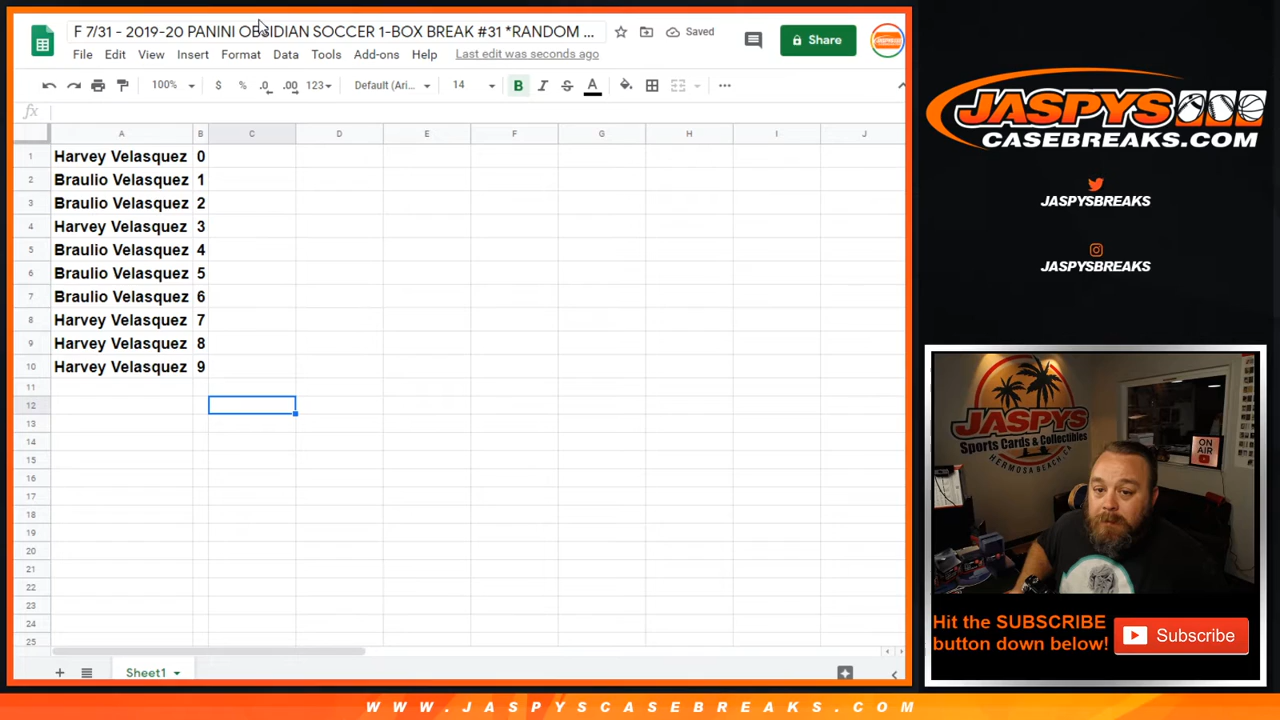 F 7/31 - 2019-20 PANINI OBSIDIAN SOCCER 1-BOX BREAK #31 *RANDOM ...
Saved
Share
File Edit View Insert Format Data Tools Add-ons Help Last edit was seconds ago
100% $ % .0 .00 123 Default (Ari... 14 B I S A ...
fx
A B C D E F G H I J
1 Harvey Velasquez 0
2 Braulio Velasquez 1
3 Braulio Velasquez 2
4 Harvey Velasquez 3
5 Braulio Velasquez 4
6 Braulio Velasquez 5
7 Braulio Velasquez 6
8 Harvey Velasquez 7
9 Harvey Velasquez 8
10 Harvey Velasquez 9
11
12
13
14
15
16
17
18
19
20
21
22
23
24
25
Sheet1
JASPYS
CASEBREAKS.COM
JASPYSBREAKS
JASPYSBREAKS
JASPYS
Sports Cards & Collectibles
HERMOSA BEACH, CA
ON AIR
Hit the SUBSCRIBE
button down below!
Subscribe
WWW.JASPYSCASEBREAKS.COM